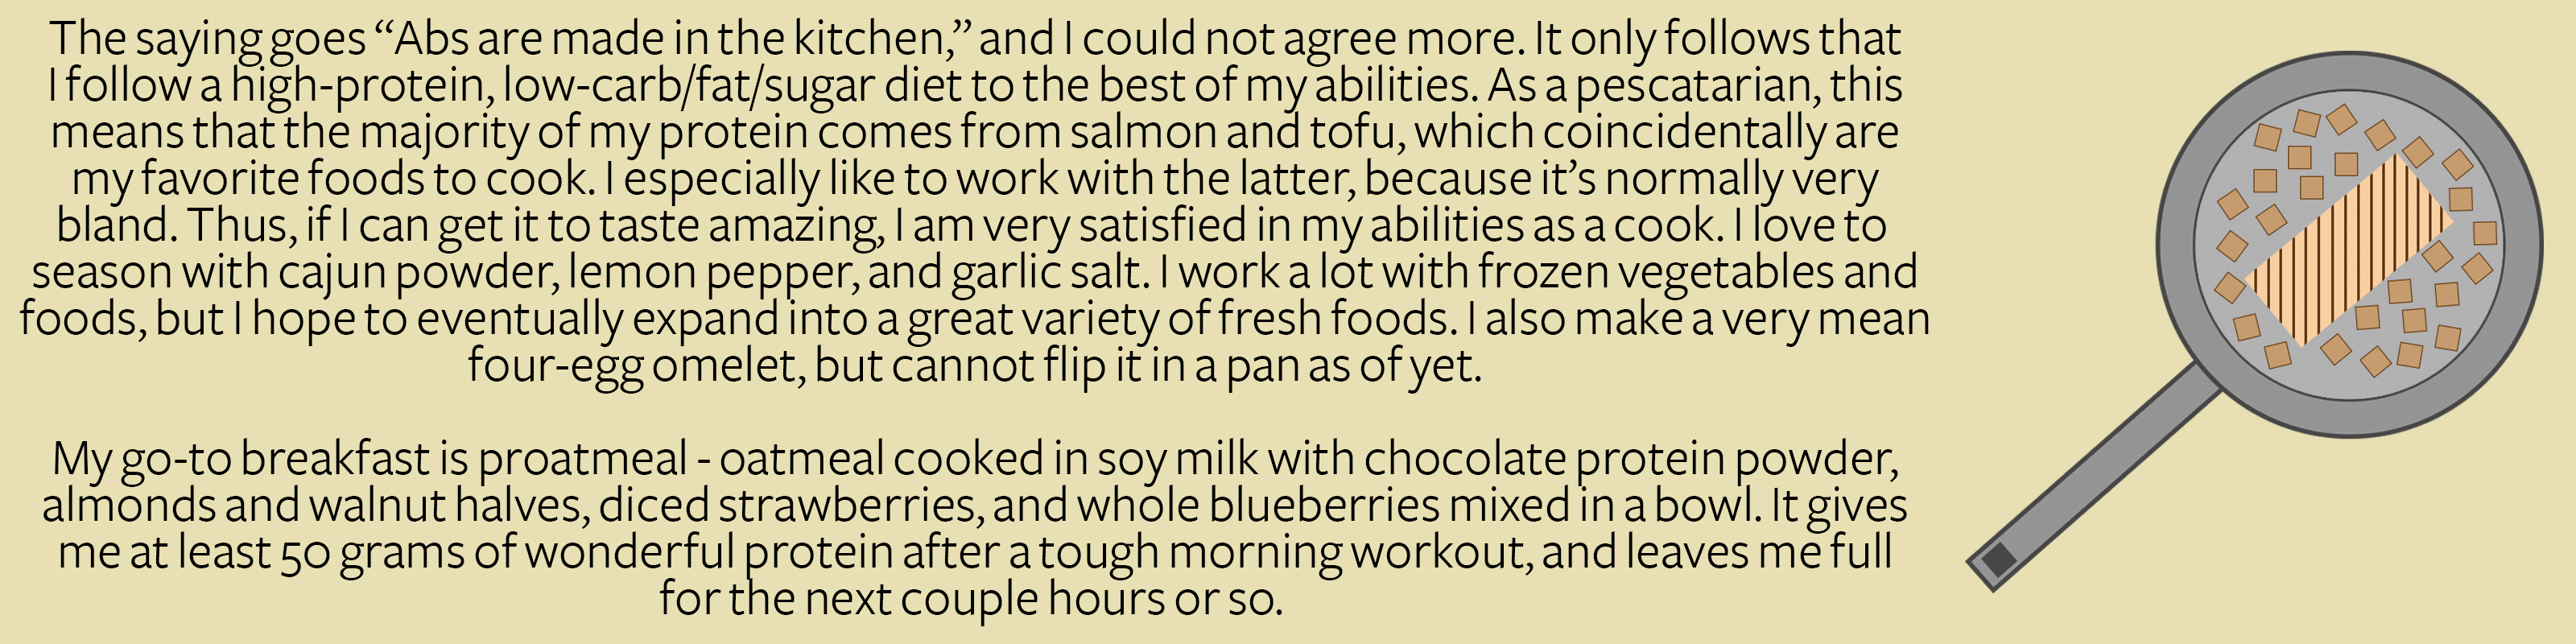 The saying goes “Abs are made in the kitchen,” and I could not agree more. It only follows that
I follow a high-protein, low-carb/fat/sugar diet to the best of my abilities. As a pescatarian, this
means that the majority of my protein comes from salmon and tofu, which coincidentally are
my favorite foods to cook. I especially like to work with the latter, because it’s normally very
bland. Thus, if I can get it to taste amazing, I am very satisfied in my abilities as a cook. I love to
season with cajun powder, lemon pepper, and garlic salt. I work a lot with frozen vegetables and
foods, but I hope to eventually expand into a great variety of fresh foods. I also make a very mean
four-egg omelet, but cannot flip it in a pan as of yet.
My go-to breakfast is proatmeal - oatmeal cooked in soy milk with chocolate protein powder,
almonds and walnut halves, diced strawberries, and whole blueberries mixed in a bowl. It gives
me at least 50 grams of wonderful protein after a tough morning workout, and leaves me full
for the next couple hours or so.